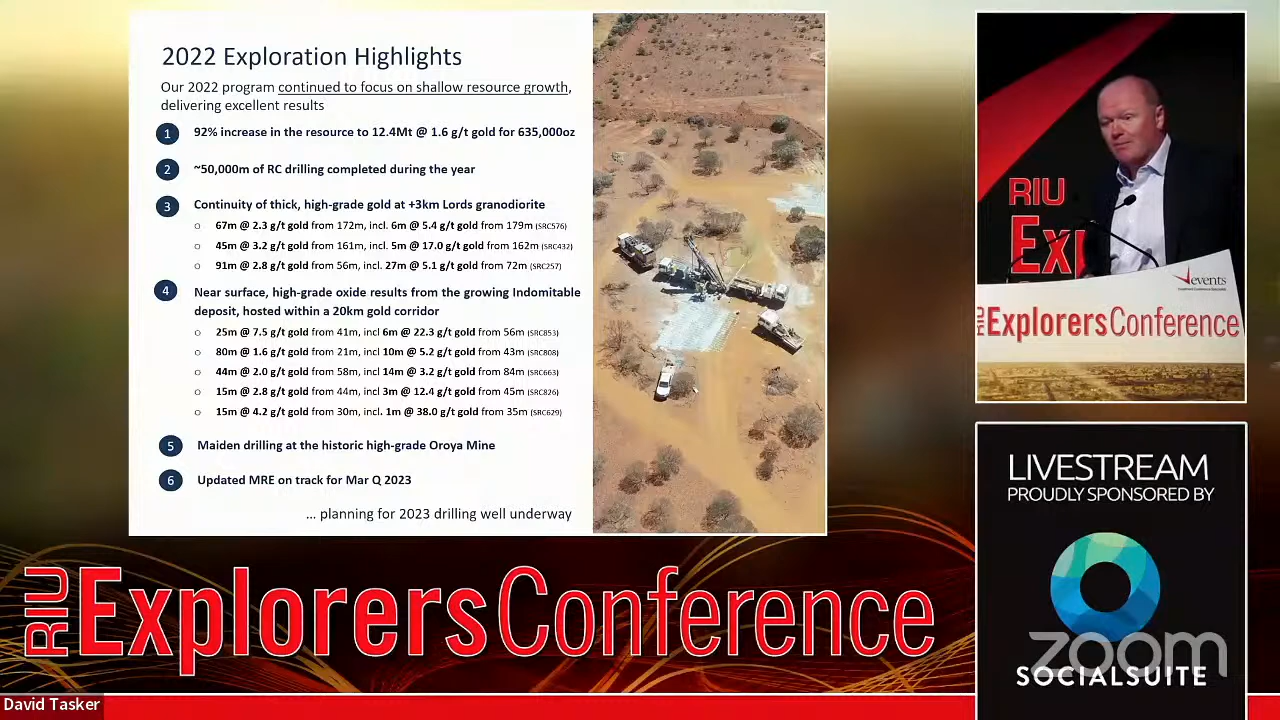 2022 Exploration Highlights
Our 2022 program continued to focus on shallow resource growth,
delivering excellent results
1 92% increase in the resource to 12.4Mt @ 1.6 g/t gold for 635,000oz
2 ~50,000m of RC drilling completed during the year
3 Continuity of thick, high-grade gold at +3km Lords granodiorite
o 67m @ 2.3 g/t gold from 172m, incl. 6m @ 5.4 g/t gold from 179m (SRC576)
o 45m @ 3.2 g/t gold from 161m, incl. 5m @ 17.0 g/t gold from 162m (SRC432)
o 91m @ 2.8 g/t gold from 56m, incl. 27m @ 5.1 g/t gold from 72m (SRC257)
4 Near surface, high-grade oxide results from the growing Indomitable
deposit, hosted within a 20km gold corridor
o 25m @ 7.5 g/t gold from 41m, incl 6m @ 22.3 g/t gold from 56m (SRC853)
o 80m @ 1.6 g/t gold from 21m, incl 10m @ 5.2 g/t gold from 43m (SRC808)
o 44m @ 2.0 g/t gold from 58m, incl 14m @ 3.2 g/t gold from 84m (SRC663)
o 15m @ 2.8 g/t gold from 44m, incl 3m @ 12.4 g/t gold from 45m (SRC826)
o 15m @ 4.2 g/t gold from 30m, incl. 1m @ 38.0 g/t gold from 35m (SRC629)
5 Maiden drilling at the historic high-grade Oroya Mine
6 Updated MRE on track for Mar Q 2023
... planning for 2023 drilling well underway
RIU
Ex
events
RIU ExplorersConference
LIVESTREAM
PROUDLY SPONSORED BY
zoom
SOCIALSUITE
RIU ExplorersConference
David Tasker